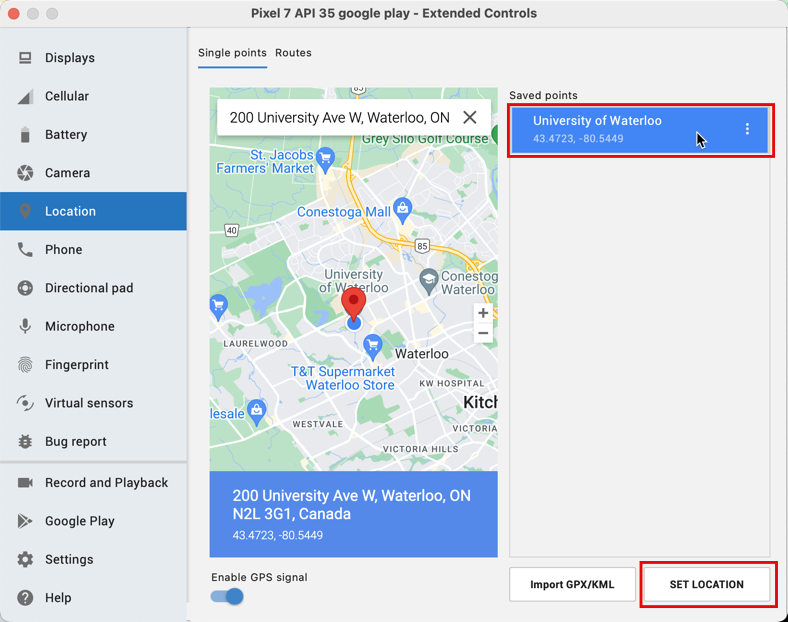 Pixel 7 API 35 google play - Extended Controls
Displays
Cellular
Battery
Camera
Location
Phone
Directional pad
Microphone
Fingerprint
Virtual sensors
Bug report
Record and Playback
Google Play
Settings
Help
Single points
Routes
85
200 University Ave W, Waterloo, ON
Grey Silo Golf Course
St. Jacobs
Farmers' Market
Conestoga Mall
40
85
University
of Waterloo
Conestog
Waterloo
+
−
LAURELWOOD
Waterloo
T&T Supermarket
Waterloo Store
KW HOSPITAL
Kitch
lesale
WESTVALE
VICTORIA
VICTORIA HILLS
200 University Ave W, Waterloo, ON
N2L 3G1, Canada
43.4723, -80.5449
Enable GPS signal
Saved points
University of Waterloo
43.4723, -80.5449
Import GPX/KML
SET LOCATION